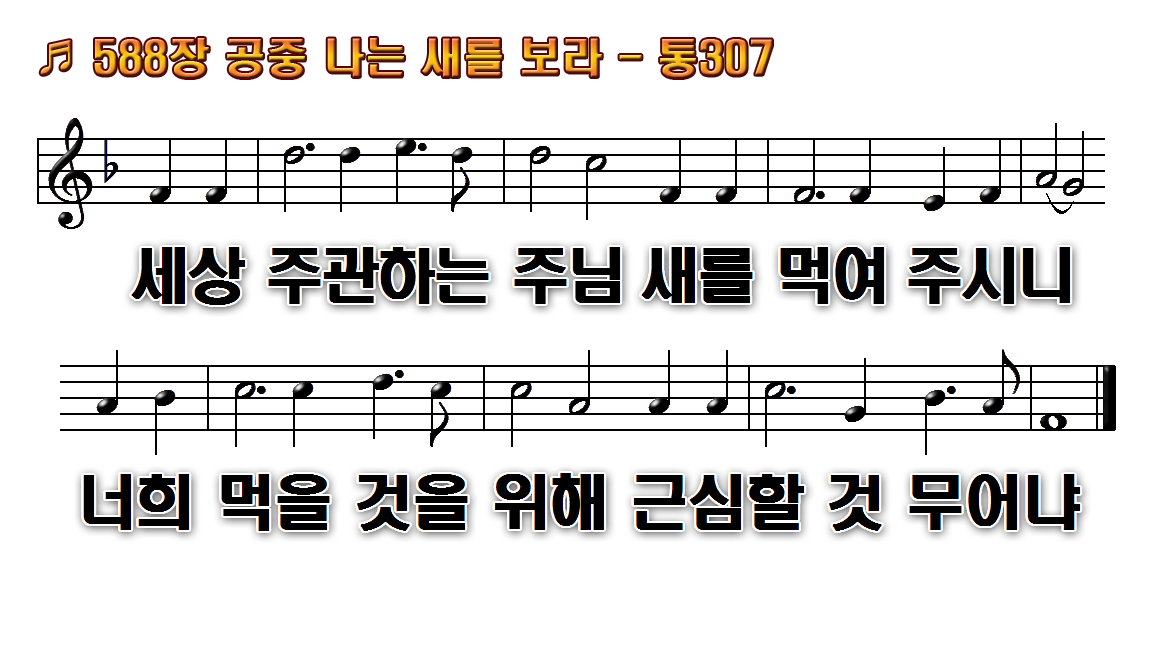 ♬ 588장 공중 나는 새를 보라 - 통307
세상 주관하는 주님 새를 먹여 주시니
너희 먹을 것을 위해 근심할 것 무어냐